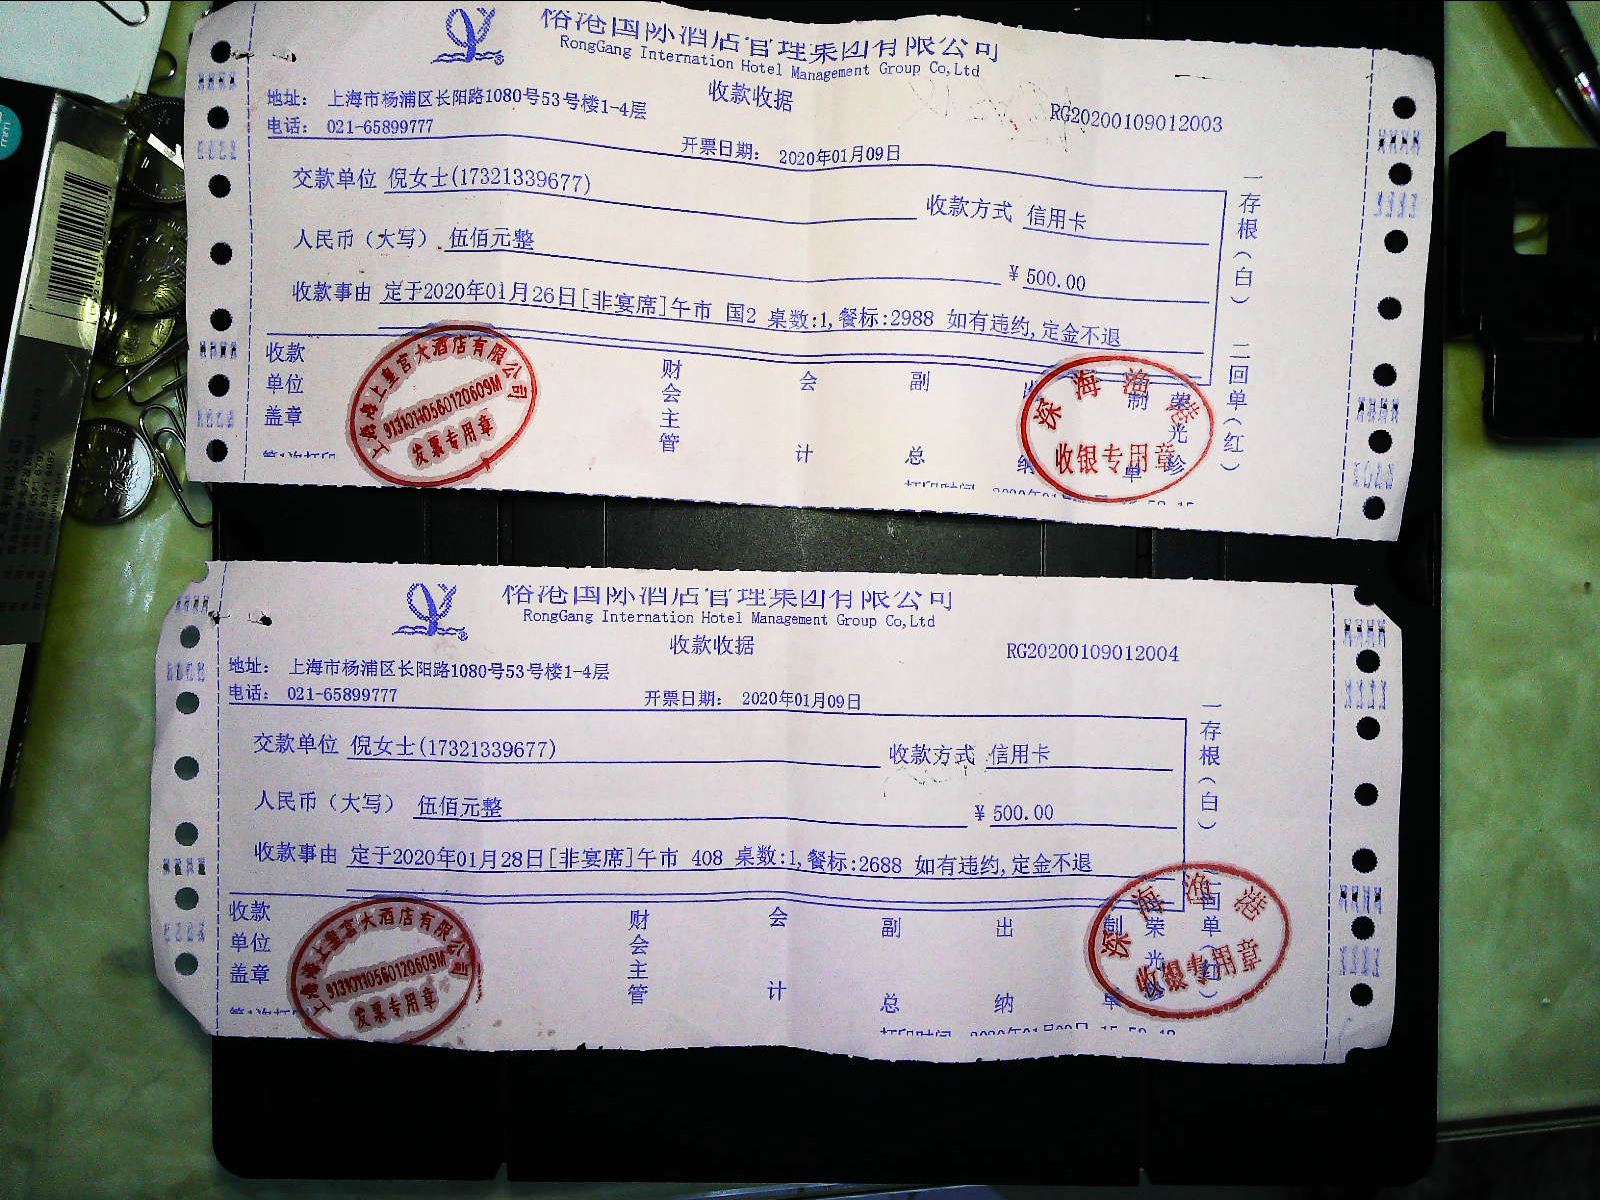 榕港国际酒店管理集团有限公司
RongGang Internation Hotel Management Group Co,Ltd
收款收据
RG20200109012003
地址： 上海市杨浦区长阳路1080号53号楼1-4层
电话： 021-65899777
开票日期： 2020年01月09日
交款单位 倪女士(17321339677)
收款方式 信用卡
人民币（大写） 伍佰元整
¥ 500.00
收款事由 定于2020年01月26日[非宴席]午市 国2 桌数:1,餐标:2988 如有违约,定金不退
一存根（白） 二回单（红）
收款单位盖章
财会主管
会计
副总
出纳
制单
荣光珍
上海海上皇宫大酒店有限公司
发票专用章
深海渔港
收银专用章
榕港国际酒店管理集团有限公司
RongGang Internation Hotel Management Group Co,Ltd
收款收据
RG20200109012004
地址： 上海市杨浦区长阳路1080号53号楼1-4层
电话： 021-65899777
开票日期： 2020年01月09日
交款单位 倪女士(17321339677)
收款方式 信用卡
人民币（大写） 伍佰元整
¥ 500.00
收款事由 定于2020年01月28日[非宴席]午市 408 桌数:1,餐标:2688 如有违约,定金不退
一存根（白） 二回单（红）
收款单位盖章
财会主管
会计
副总
出纳
制单
荣光珍
上海海上皇宫大酒店有限公司
发票专用章
深海渔港
收银专用章